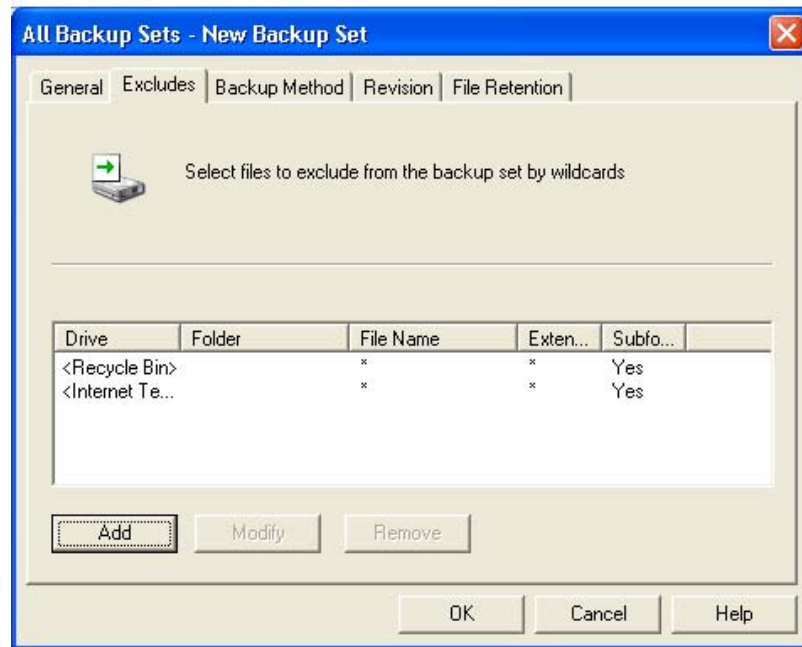 All Backup Sets - New Backup Set
General Excludes Backup Method Revision File Retention
Select files to exclude from the backup set by wildcards
Drive Folder File Name Exten... Subfo...
<Recycle Bin> * * Yes
<Internet Te... * * Yes
Add Modify Remove
OK Cancel Help